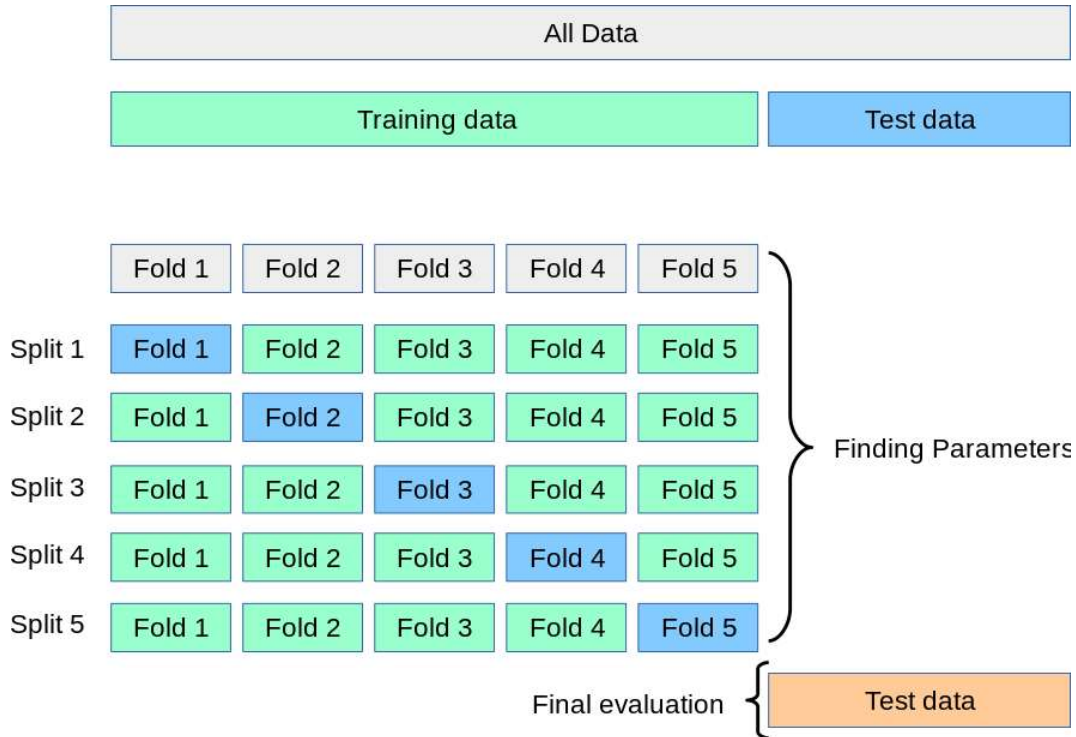 All Data
Training data Test data
Fold 1 Fold 2 Fold 3 Fold 4 Fold 5
Split 1 Fold 1 Fold 2 Fold 3 Fold 4 Fold 5
Split 2 Fold 1 Fold 2 Fold 3 Fold 4 Fold 5
Finding Parameters
Split 3 Fold 1 Fold 2 Fold 3 Fold 4 Fold 5
Split 4 Fold 1 Fold 2 Fold 3 Fold 4 Fold 5
Split 5 Fold 1 Fold 2 Fold 3 Fold 4 Fold 5
Final evaluation Test data